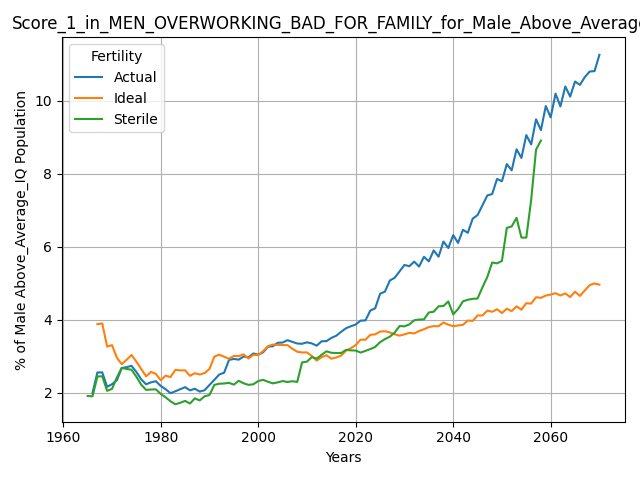 Score_1_in_MEN_OVERWORKING_BAD_FOR_FAMILY_for_Male_Above_Average
Fertility
Actual
Ideal
Sterile
% of Male Above_Average_IQ Population
10
8
6
4
2
1960 1980 2000 2020 2040 2060
Years